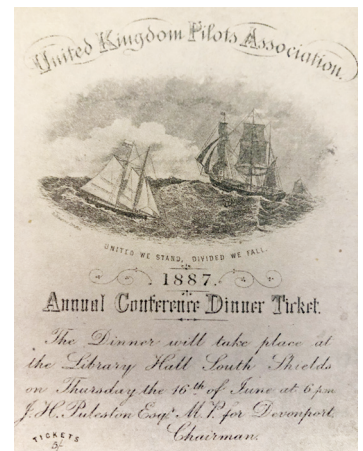 United Kingdom Pilots Association.
UNITED WE STAND, DIVIDED WE FALL.
1887.
Annual Conference Dinner Ticket.
The Dinner will take place at
the Library Hall South Shields
on Thursday the 16th of June at 6 p.m.
J. H. Puleston Esqr. M. P. for Devonport
Chairman.
TICKETS
5/-